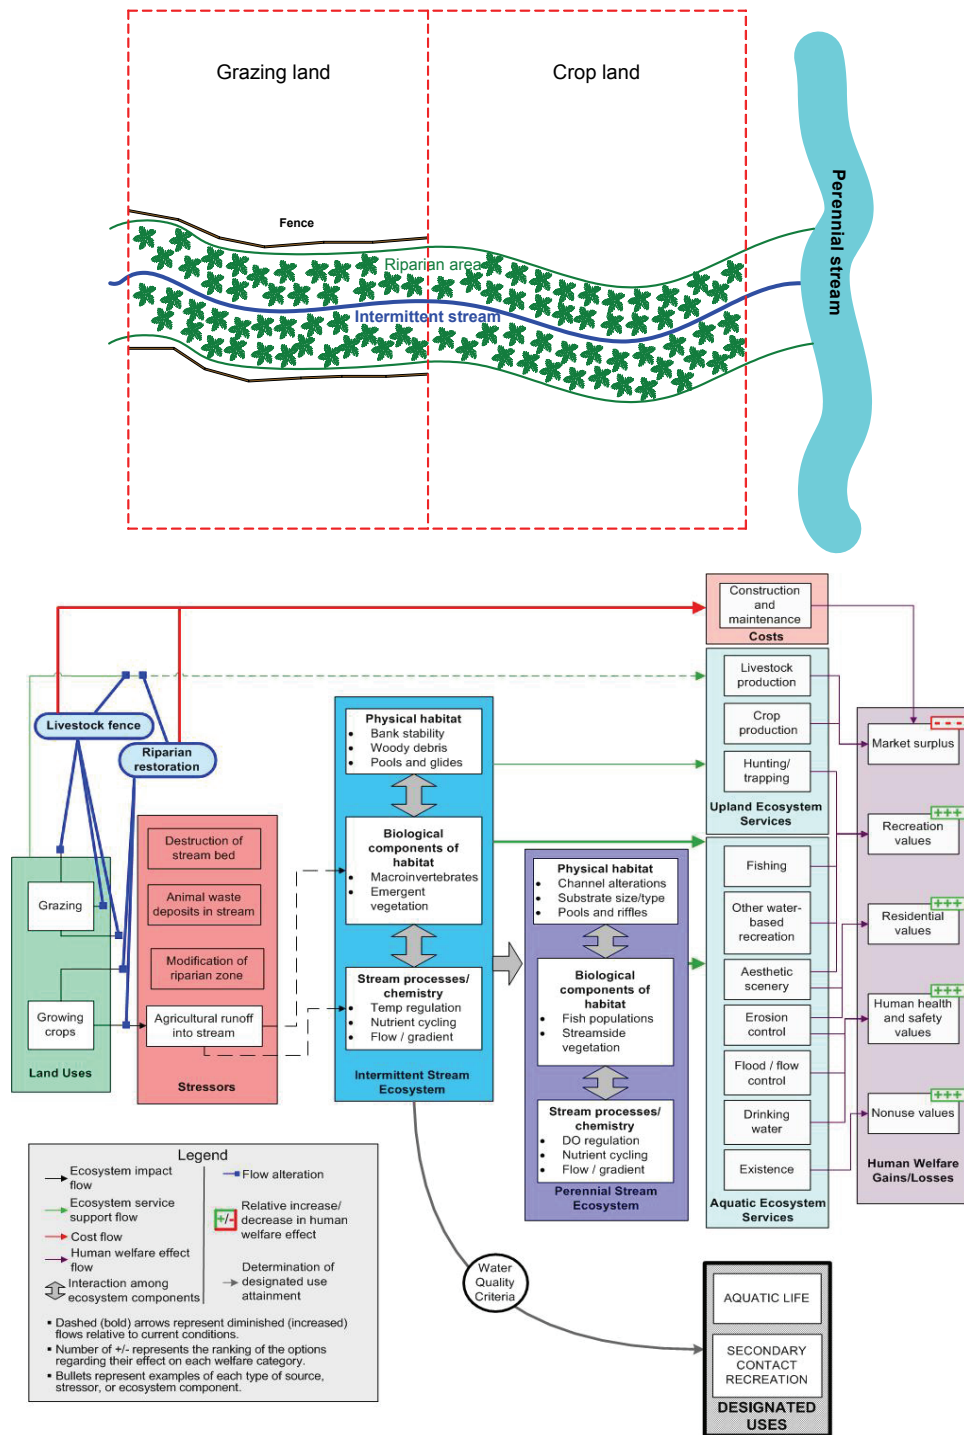 Grazing land
Crop land
Perennial stream
Fence
Riparian area
Intermittent stream
Construction
and
maintenance
Costs
Livestock
production
Crop
production
Hunting/
trapping
Upland Ecosystem
Services
Livestock fence
Riparian
restoration
Physical habitat
• Bank stability
• Woody debris
• Pools and glides
Biological
components of
habitat
• Macroinvertebrates
• Emergent
vegetation
Stream processes/
chemistry
• Temp regulation
• Nutrient cycling
• Flow / gradient
Intermittent Stream
Ecosystem
Destruction of
stream bed
Animal waste
deposits in stream
Modification of
riparian zone
Agricultural runoff
into stream
Stressors
Grazing
Growing
crops
Land Uses
Physical habitat
• Channel alterations
• Substrate size/type
• Pools and riffles
Biological
components of
habitat
• Fish populations
• Streamside
vegetation
Stream processes/
chemistry
• DO regulation
• Nutrient cycling
• Flow / gradient
Perennial Stream
Ecosystem
Fishing
Other water-
based
recreation
Aesthetic
scenery
Erosion
control
Flood / flow
control
Drinking
water
Existence
Aquatic Ecosystem
Services
- - - -
Market surplus
+++
Recreation
values
+++
Residential
values
+++
Human health
and safety
values
+++
Nonuse values
Human Welfare
Gains/Losses
Legend
Ecosystem impact
flow
Ecosystem service
support flow
Cost flow
Human welfare effect
flow
Interaction among
ecosystem components
Flow alteration
+/-
Relative increase/
decrease in human
welfare effect
Determination of
designated use
attainment
▪ Dashed (bold) arrows represent diminished (increased)
flows relative to current conditions.
▪ Number of +/- represents the ranking of the options
regarding their effect on each welfare category.
▪ Bullets represent examples of each type of source,
stressor, or ecosystem component.
Water
Quality
Criteria
AQUATIC LIFE
SECONDARY
CONTACT
RECREATION
DESIGNATED
USES